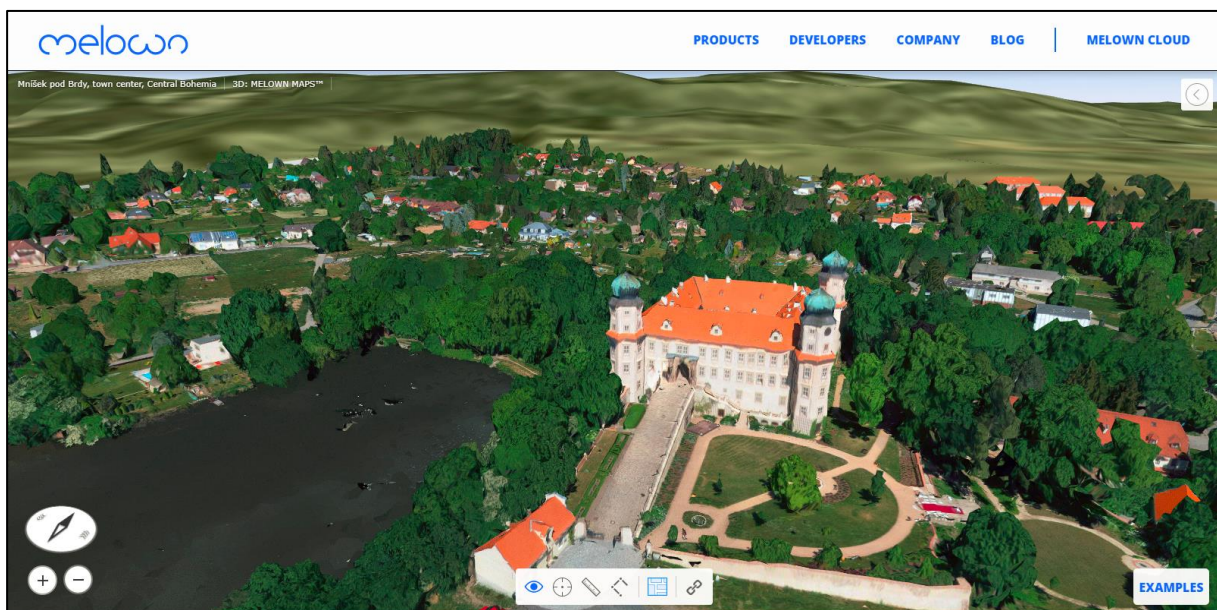 melown
PRODUCTS DEVELOPERS COMPANY BLOG MELOWN CLOUD
Mníšek pod Brdy, town center, Central Bohemia 3D: MELOWN MAPS™
EXAMPLES